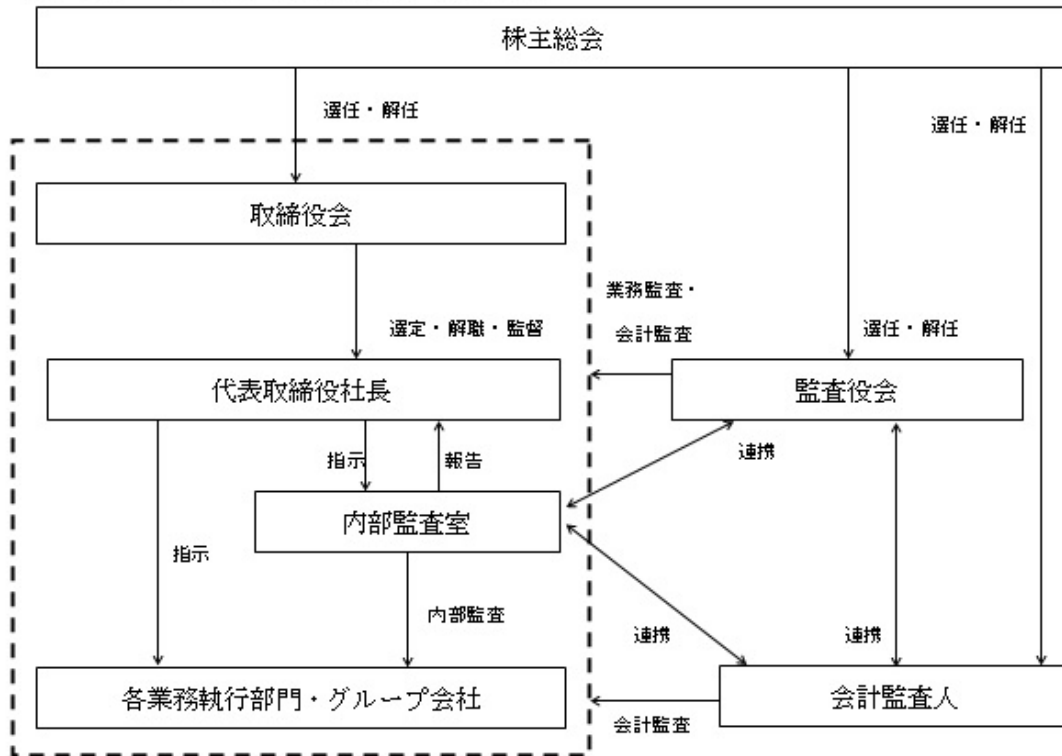 株主総会
選任・解任
選任・解任
取締役会
業務監査・
会計監査
選定・解職・監督
選任・解任
代表取締役社長
監査役会
指示
報告
連携
内部監査室
指示
内部監査
連携
連携
各業務執行部門・グループ会社
会計監査人
会計監査